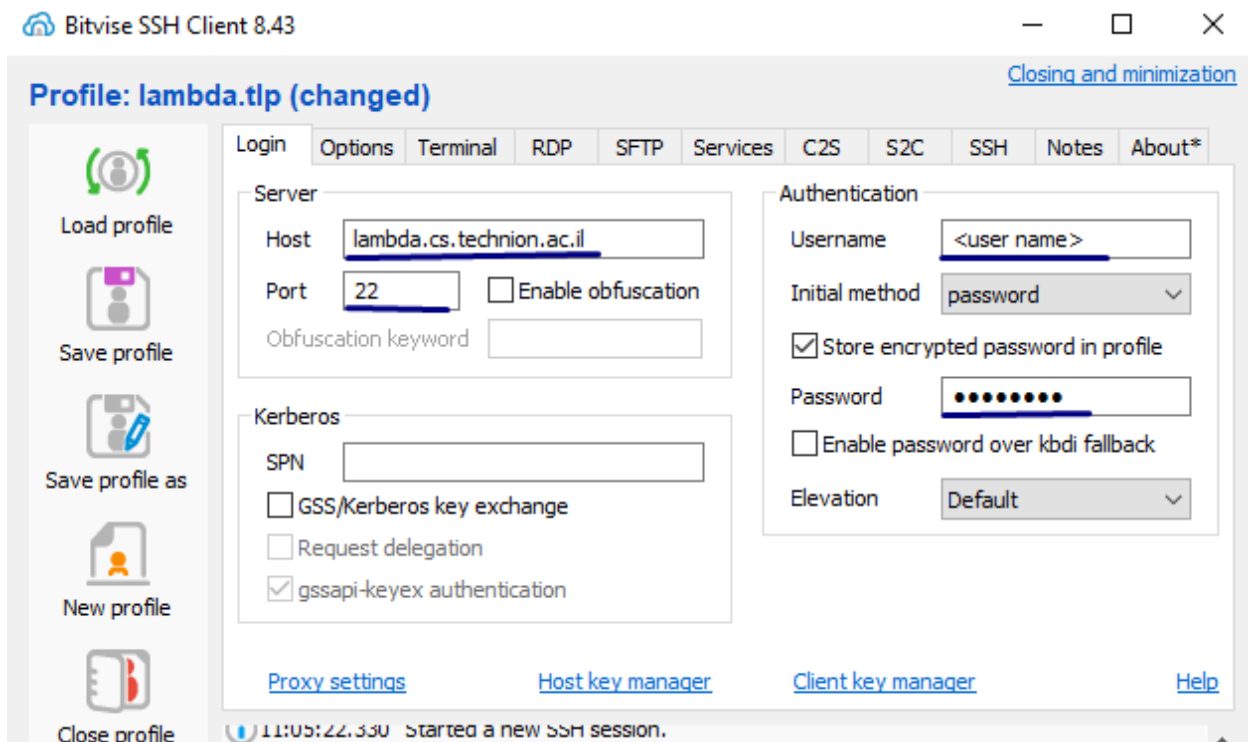 Bitvise SSH Client 8.43
Closing and minimization
Profile: lambda.tlp (changed)
Load profile
Save profile
Save profile as
New profile
Close profile
Login Options Terminal RDP SFTP Services C2S S2C SSH Notes About*
Server
Host lambda.cs.technion.ac.il
Port 22 Enable obfuscation
Obfuscation keyword
Kerberos
SPN
GSS/Kerberos key exchange
Request delegation
gssapi-keyex authentication
Authentication
Username <user name>
Initial method password
Store encrypted password in profile
Password ●●●●●●●●
Enable password over kbdi fallback
Elevation Default
Proxy settings Host key manager Client key manager Help
11:05:22.330 Started a new SSH session.